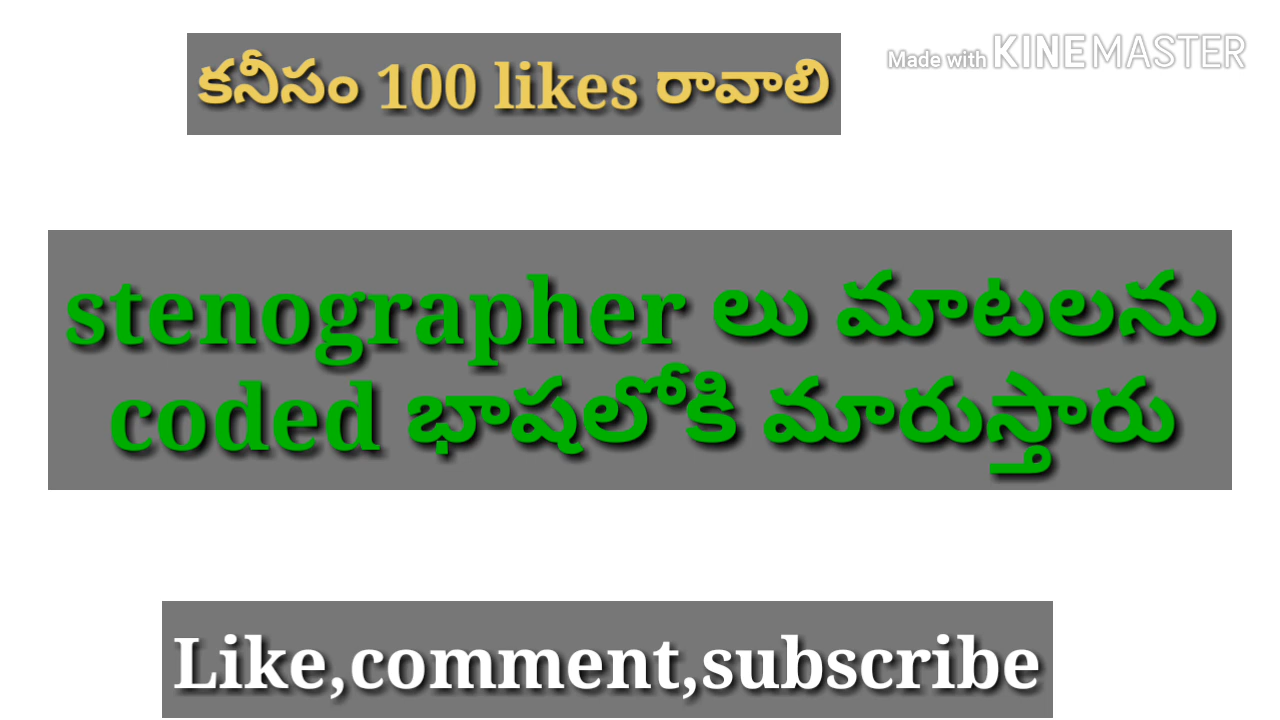 కనీసం 100 likes రావాలి
Made with KINEMASTER
stenographer లు మాటలను
coded భాషలోకి మారుస్తారు
Like,comment,subscribe